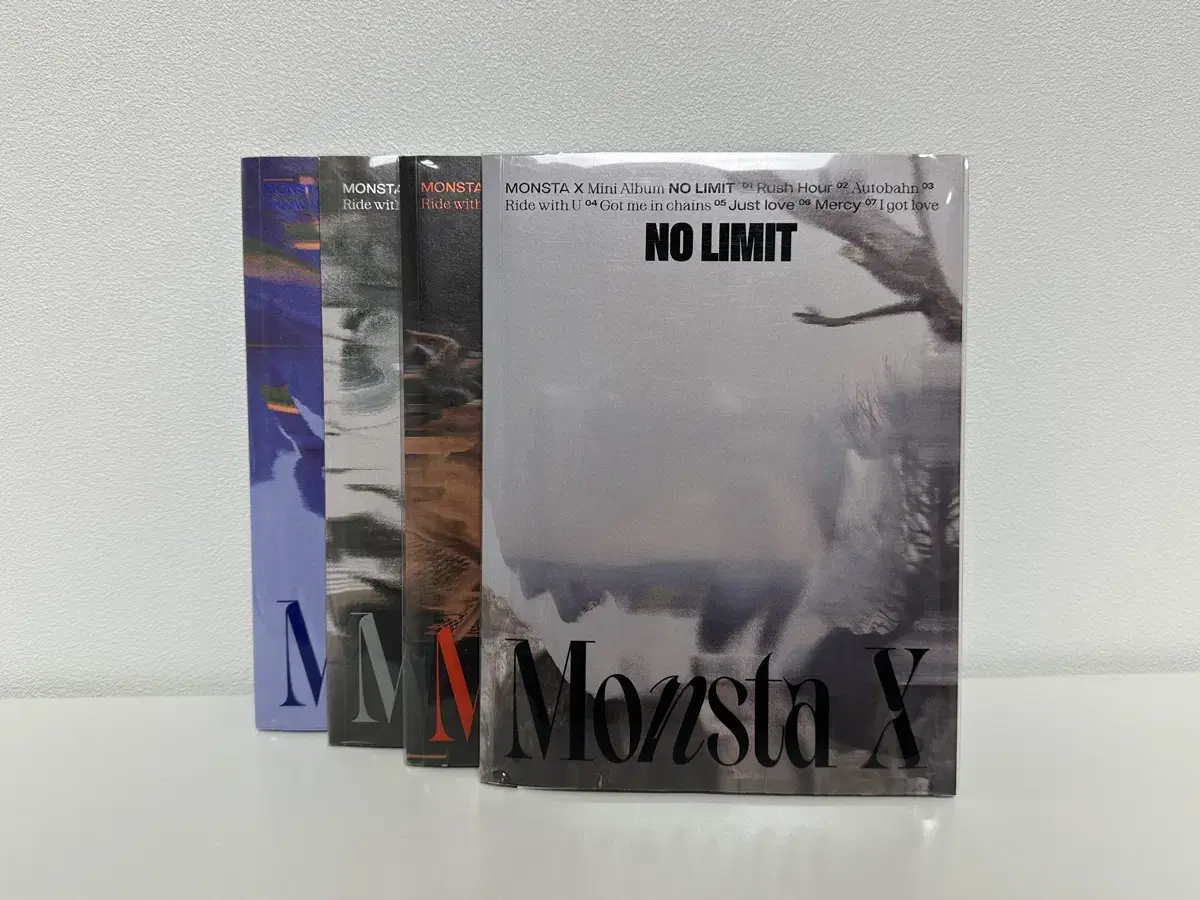 MONSTA
MONSTA
Ride with
M
MONSTA
Ride with
M
MONSTA X Mini Album NO LIMIT 01 Rush Hour 02 Autobahn 03
Ride with U 04 Got me in chains 05 Just love 06 Mercy 07 I got love
NO LIMIT
Monsta X
M